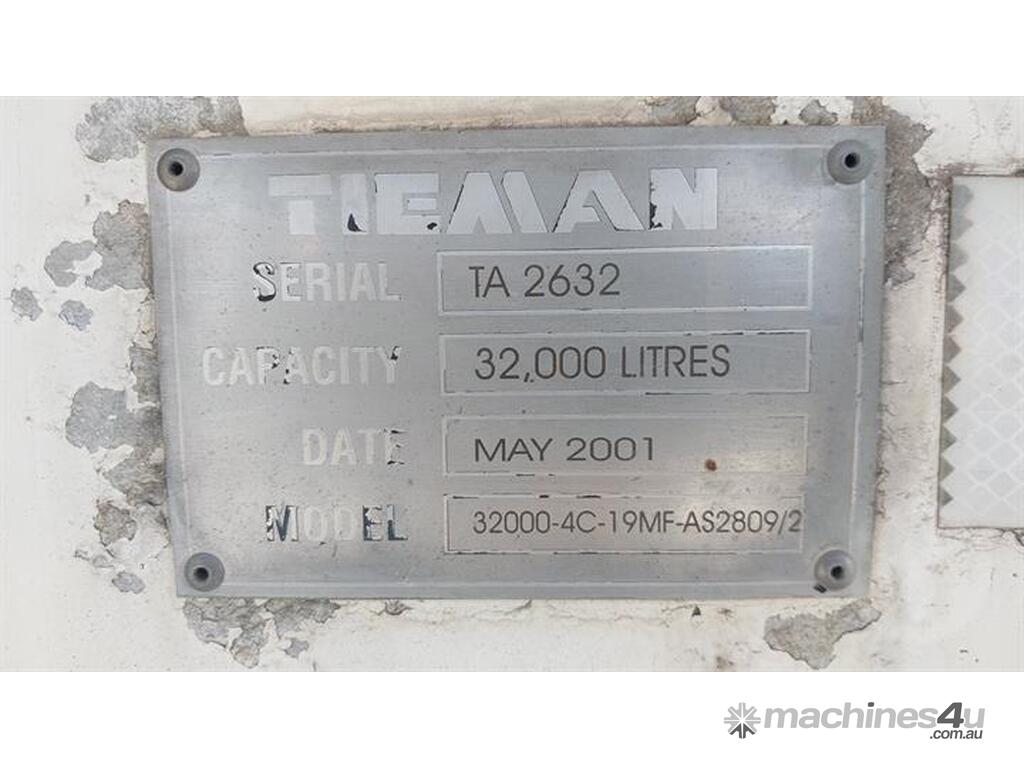 TIEMAN
SERIAL TA 2632
CAPACITY 32,000 LITRES
DATE MAY 2001
MODEL 32000-4C-19MF-AS2809/2
machines4u
.com.au